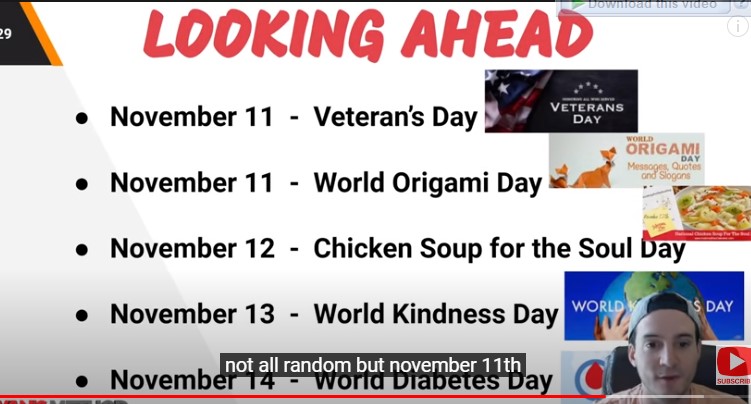 Download this video
29
LOOKING AHEAD
● November 11 - Veteran's Day
VETERANS
DAY
● November 11 - World Origami Day
WORLD
ORIGAMI
DAY
Messages, Quotes
and Slogans
● November 12 - Chicken Soup for the Soul Day
● November 13 - World Kindness Day
WORLD K S DAY
not all random but november 11th
● November 14 - World Diabetes Day
SUBSCRIB